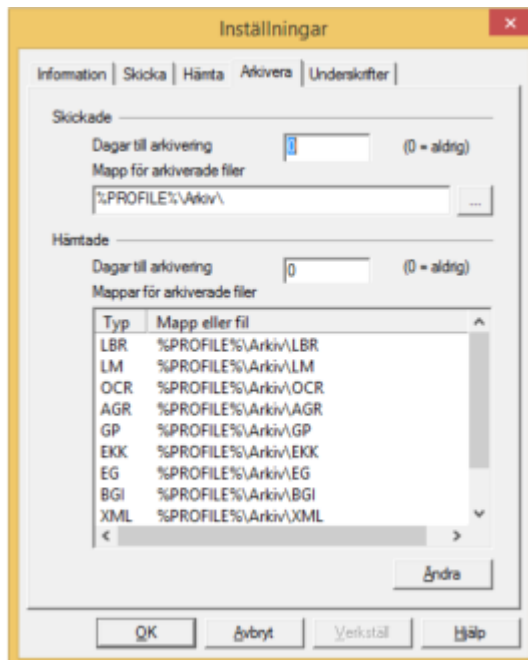 Inställningar
Information Skicka Hämta Arkivera Underskrifter
Skickade
Dagar till arkivering 0 (0 = aldrig)
Mapp för arkiverade filer
%PROFILE%\Arkiv\ ...
Hämtade
Dagar till arkivering 0 (0 = aldrig)
Mappar för arkiverade filer
Typ Mapp eller fil
LBR %PROFILE%\Arkiv\LBR
LM %PROFILE%\Arkiv\LM
OCR %PROFILE%\Arkiv\OCR
AGR %PROFILE%\Arkiv\AGR
GP %PROFILE%\Arkiv\GP
EKK %PROFILE%\Arkiv\EKK
EG %PROFILE%\Arkiv\EG
BGI %PROFILE%\Arkiv\BGI
XML %PROFILE%\Arkiv\XML
Ändra
OK Avbryt Verkställ Hjälp